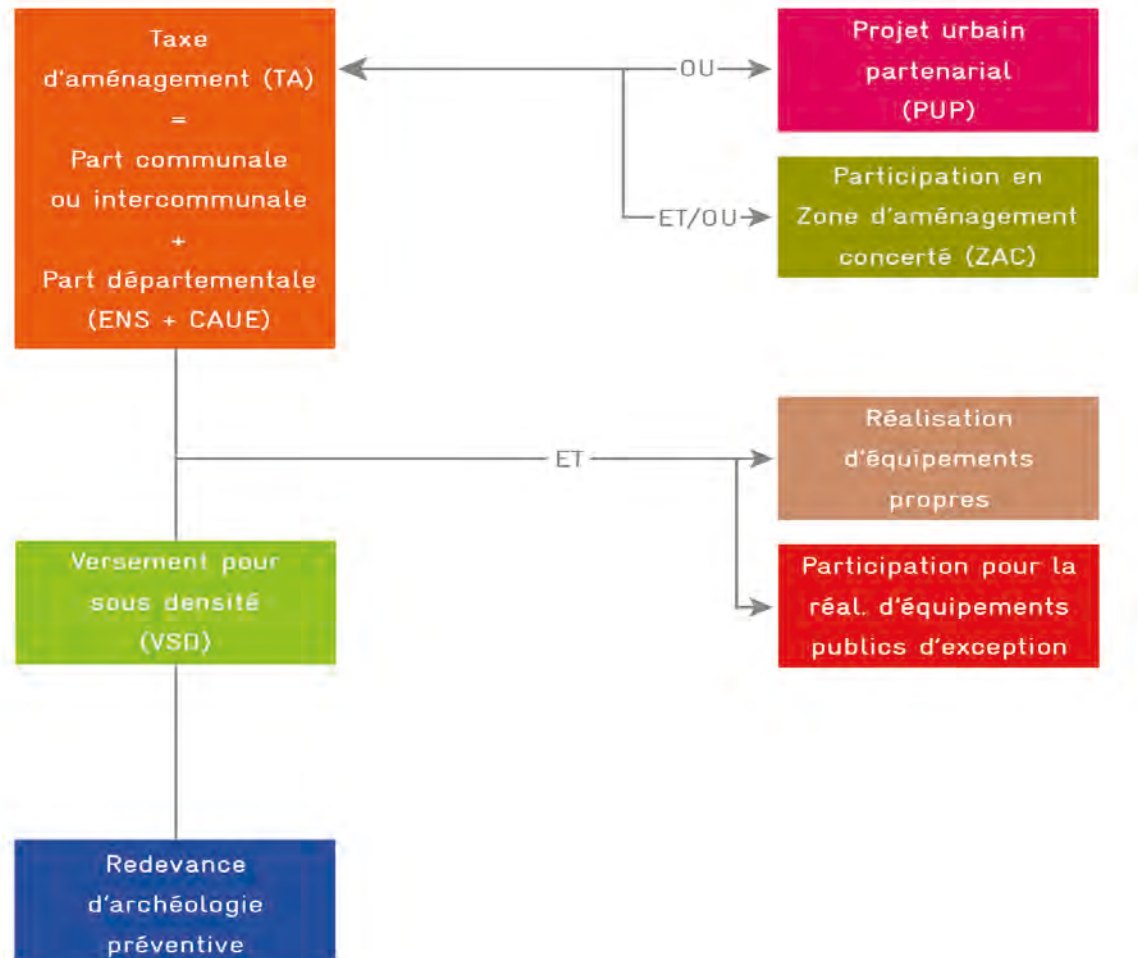 Taxe
d'aménagement (TA)
=
Part communale
ou intercommunale
+
Part départementale
(ENS + CAUE)
OU
Projet urbain
partenarial
(PUP)
ET/OU
Participation en
Zone d'aménagement
concerté (ZAC)
ET
Réalisation
d'équipements
propres
Participation pour la
réal. d'équipements
publics d'exception
Versement pour
sous densité
(VSD)
Redevance
d'archéologie
préventive